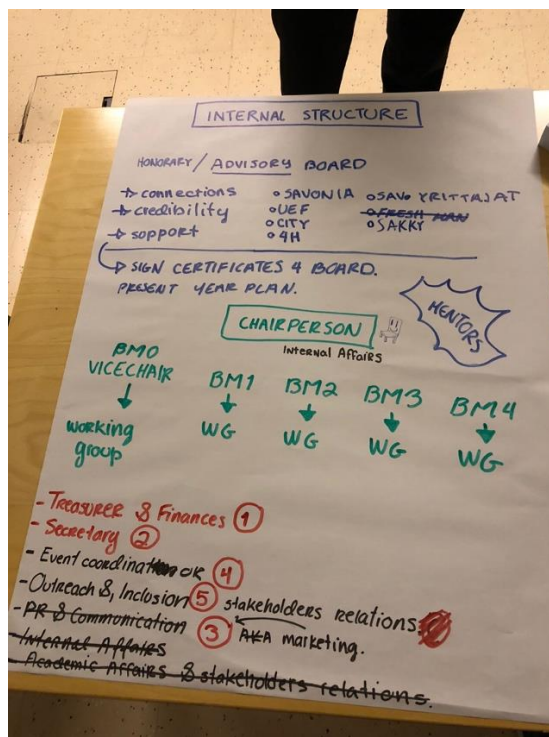 INTERNAL STRUCTURE
HONORARY / ADVISORY BOARD
→ connections
→ credibility
→ support
○ SAVONIA
○ UEF
○ CITY
○ 4H
○ SAVO YRITTAJAT
○ FRESH MAN
○ SAKKY
→ SIGN CERTIFICATES 4 BOARD.
PRESENT YEAR PLAN.
MENTORS
CHAIRPERSON
Internal Affairs
BM0 VICECHAIR
BM1
BM2
BM3
BM4
↓
↓
↓
↓
↓
working group
WG
WG
WG
WG
- Treasurer & Finances 1
- Secretary 2
- Event coordinator 4
- Outreach & Inclusion 5 stakeholders relations
- PR & Communication 3 AKA marketing.
- Internal Affairs
- Academic Affairs & stakeholders relations.